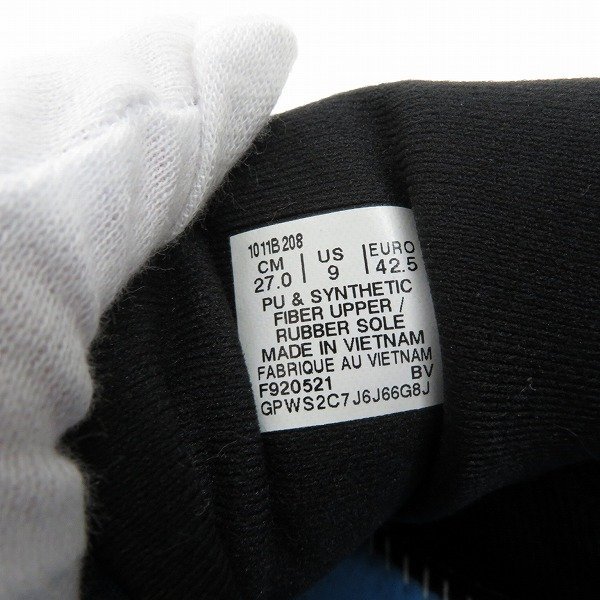 1011B208
CM | US | EURO
27.0 | 9 | 42.5
PU & SYNTHETIC
FIBER UPPER /
RUBBER SOLE
MADE IN VIETNAM
FABRIQUE AU VIETNAM
F920521 BV
GPWS2C7J6J66G8J